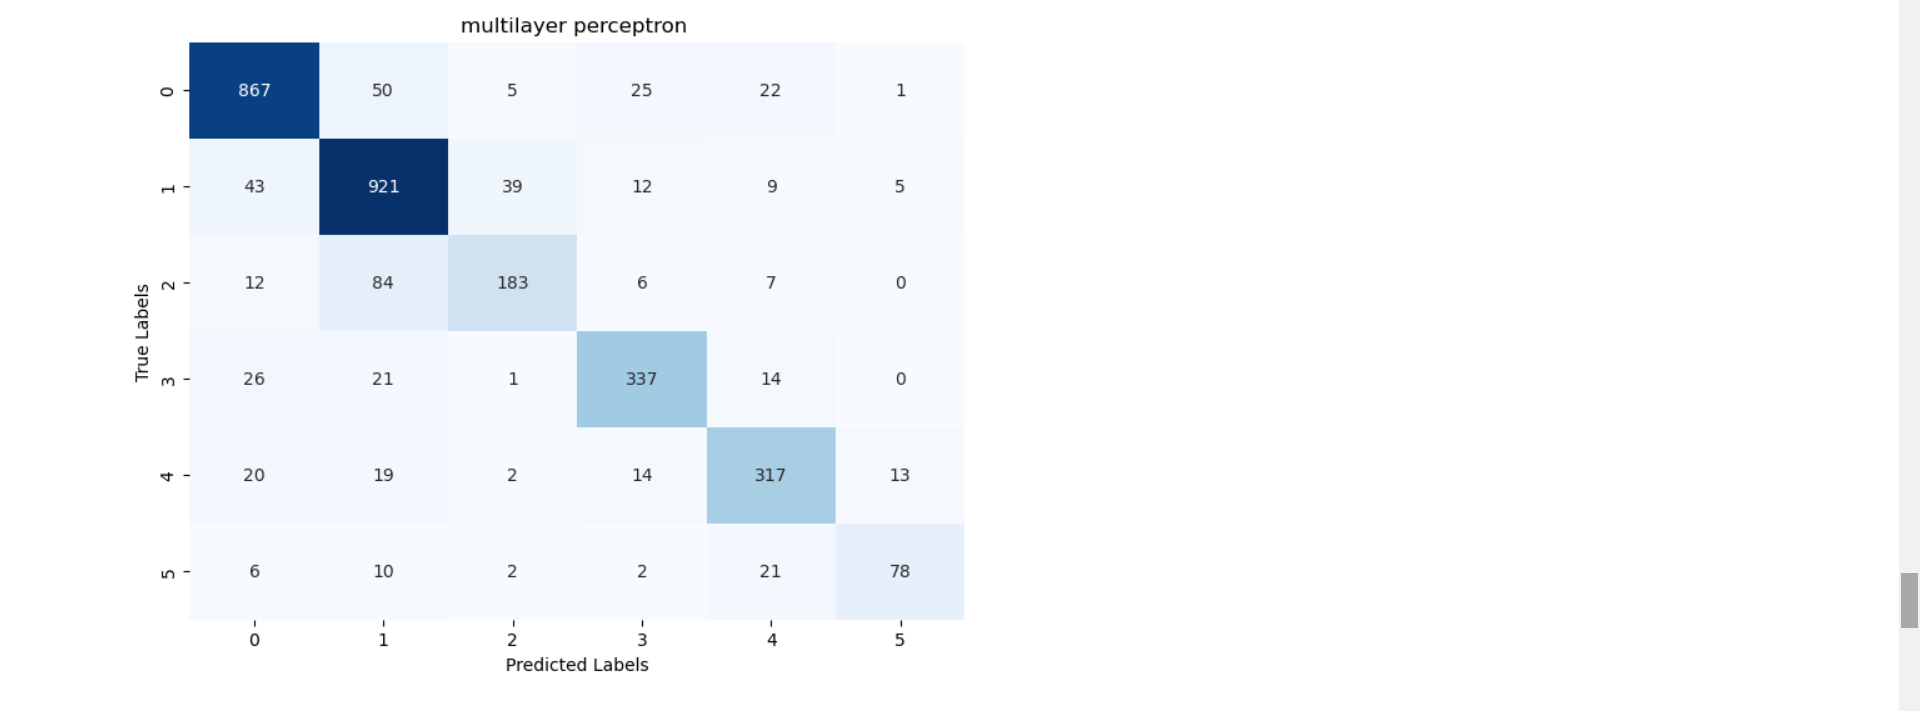 multilayer perceptron
0 867 50 5 25 22 1
1 43 921 39 12 9 5
2 12 84 183 6 7 0
3 26 21 1 337 14 0
4 20 19 2 14 317 13
5 6 10 2 2 21 78
True Labels
0 1 2 3 4 5
Predicted Labels